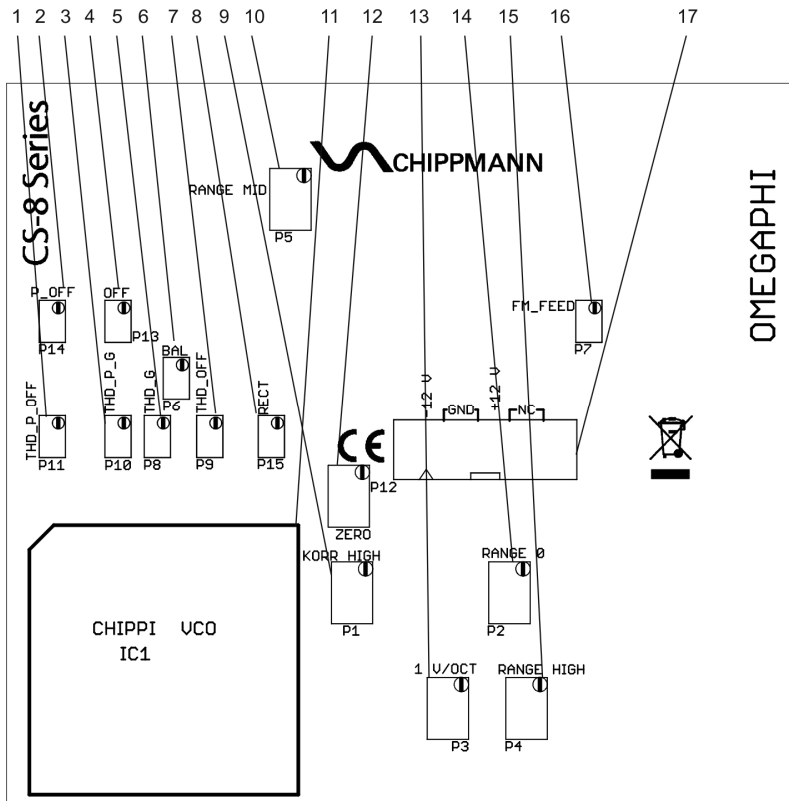 1 2 3 4 5 6 7 8 9 10 11 12 13 14 15 16 17
CS-8 Series
CHIPPMANN
OMEGAPHI
RANGE MID
P5
P_OFF
P14
OFF
P13
BAL
P6
FM_FEED
P7
THD_P_OFF
P11
THD_P_G
P10
THD_G
P8
THD_OFF
P9
RECT
P15
-12 V
GND
+12 V
NC
CE
P12
ZERO
KORR HIGH
P1
RANGE 0
P2
CHIPPI VCO
IC1
1 V/OCT
P3
RANGE HIGH
P4